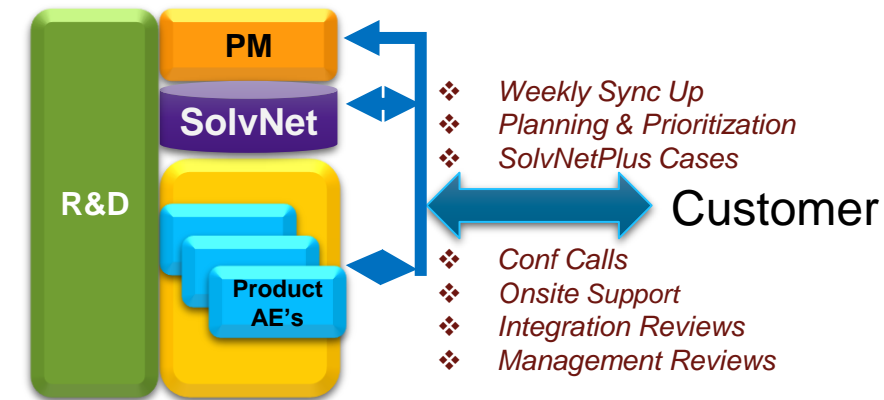 PM
SolvNet
R&D
Product
AE's
❖ Weekly Sync Up
❖ Planning & Prioritization
❖ SolvNetPlus Cases
Customer
❖ Conf Calls
❖ Onsite Support
❖ Integration Reviews
❖ Management Reviews